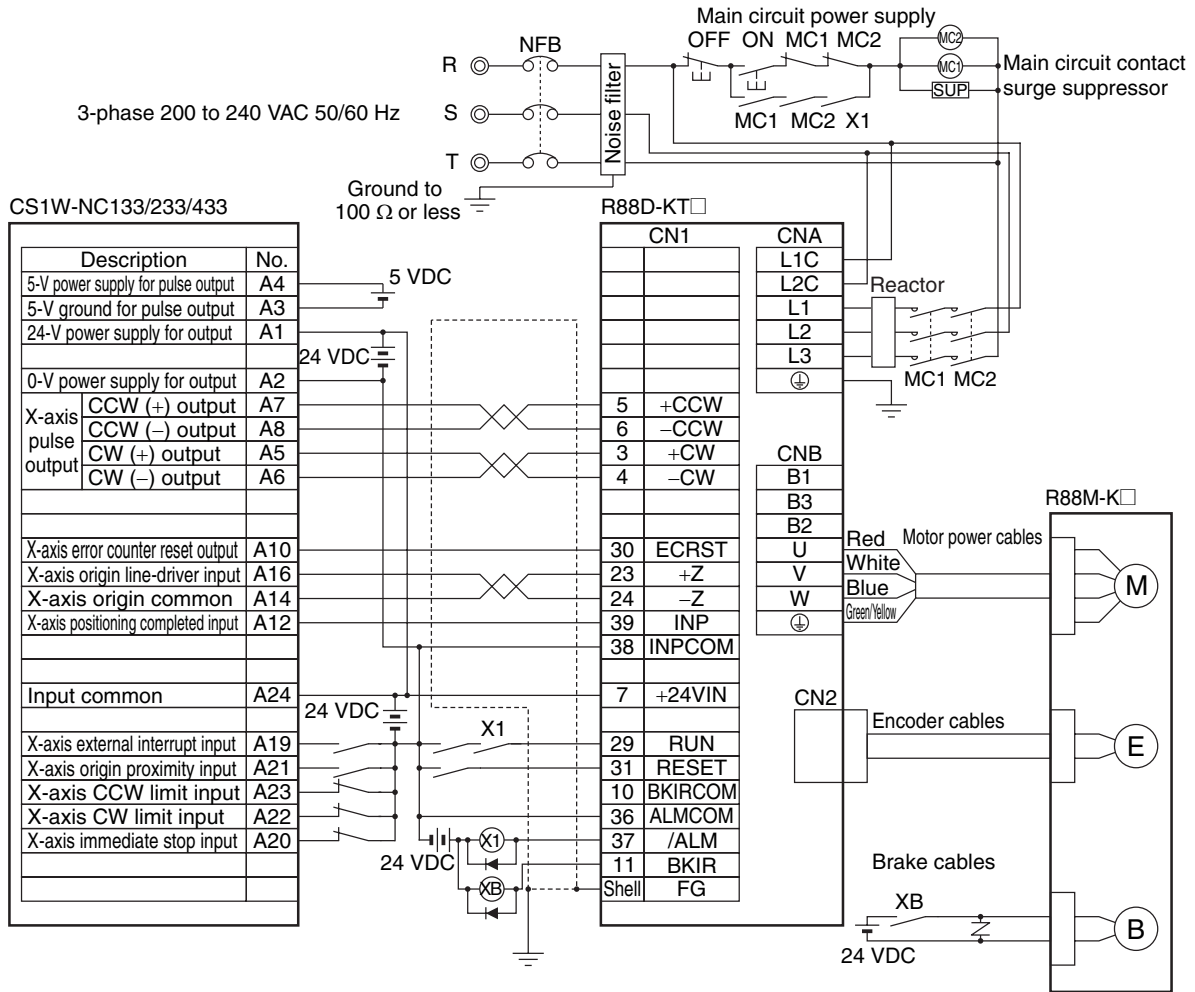 Main circuit power supply
OFF ON MC1 MC2
MC2
NFB
R
MC1
Main circuit contact
surge suppressor
SUP
3-phase 200 to 240 VAC 50/60 Hz
S
Noise filter
MC1 MC2 X1
T
Ground to
100 Ω or less
CS1W-NC133/233/433
R88D-KT□
CN1 CNA
Description No.
L1C
5-V power supply for pulse output A4
5 VDC
L2C
Reactor
5-V ground for pulse output A3
L1
24-V power supply for output A1
L2
24 VDC
L3
MC1 MC2
0-V power supply for output A2
X-axis pulse output
CCW (+) output A7
5 +CCW
CCW (−) output A8
6 −CCW
CW (+) output A5
3 +CW
CNB
CW (−) output A6
4 −CW
B1
B3
R88M-K□
B2
X-axis error counter reset output A10
30 ECRST
U
Red
Motor power cables
X-axis origin line-driver input A16
23 +Z
V
White
M
X-axis origin common A14
24 −Z
W
Blue
X-axis positioning completed input A12
39 INP
Green/Yellow
38 INPCOM
Input common A24
24 VDC
7 +24VIN
CN2
Encoder cables
X1
X-axis external interrupt input A19
29 RUN
E
X-axis origin proximity input A21
31 RESET
X-axis CCW limit input A23
10 BKIRCOM
X-axis CW limit input A22
36 ALMCOM
X-axis immediate stop input A20
24 VDC
X1
37 /ALM
11 BKIR
XB
Shell FG
Brake cables
XB
B
24 VDC